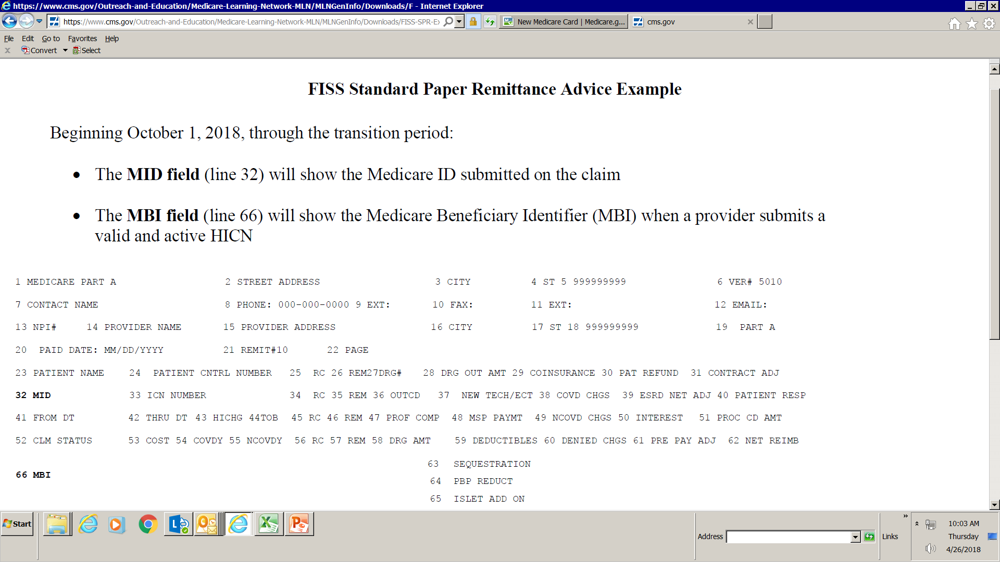 https://www.cms.gov/Outreach-and-Education/Medicare-Learning-Network-MLN/MLNGenInfo/Downloads/F - Internet Explorer
https://www.cms.gov/Outreach-and-Education/Medicare-Learning-Network-MLN/MLNGenInfo/Downloads/FISS-SPR-Ex
New Medicare Card | Medicare.g...
cms.gov
File Edit Go to Favorites Help
x Convert Select
FISS Standard Paper Remittance Advice Example
Beginning October 1, 2018, through the transition period:
• The MID field (line 32) will show the Medicare ID submitted on the claim
• The MBI field (line 66) will show the Medicare Beneficiary Identifier (MBI) when a provider submits a
valid and active HICN
1 MEDICARE PART A 2 STREET ADDRESS 3 CITY 4 ST 5 999999999 6 VER# 5010
7 CONTACT NAME 8 PHONE: 000-000-0000 9 EXT: 10 FAX: 11 EXT: 12 EMAIL:
13 NPI# 14 PROVIDER NAME 15 PROVIDER ADDRESS 16 CITY 17 ST 18 999999999 19 PART A
20 PAID DATE: MM/DD/YYYY 21 REMIT#10 22 PAGE
23 PATIENT NAME 24 PATIENT CNTRL NUMBER 25 RC 26 REM27DRG# 28 DRG OUT AMT 29 COINSURANCE 30 PAT REFUND 31 CONTRACT ADJ
32 MID 33 ICN NUMBER 34 RC 35 REM 36 OUTCD 37 NEW TECH/ECT 38 COVD CHGS 39 ESRD NET ADJ 40 PATIENT RESP
41 FROM DT 42 THRU DT 43 HICHG 44TOB 45 RC 46 REM 47 PROF COMP 48 MSP PAYMT 49 NCOVD CHGS 50 INTEREST 51 PROC CD AMT
52 CLM STATUS 53 COST 54 COVDY 55 NCOVDY 56 RC 57 REM 58 DRG AMT 59 DEDUCTIBLES 60 DENIED CHGS 61 PRE PAY ADJ 62 NET REIMB
63 SEQUESTRATION
66 MBI
64 PBP REDUCT
65 ISLET ADD ON
Start
Address
Links
10:03 AM
Thursday
4/26/2018